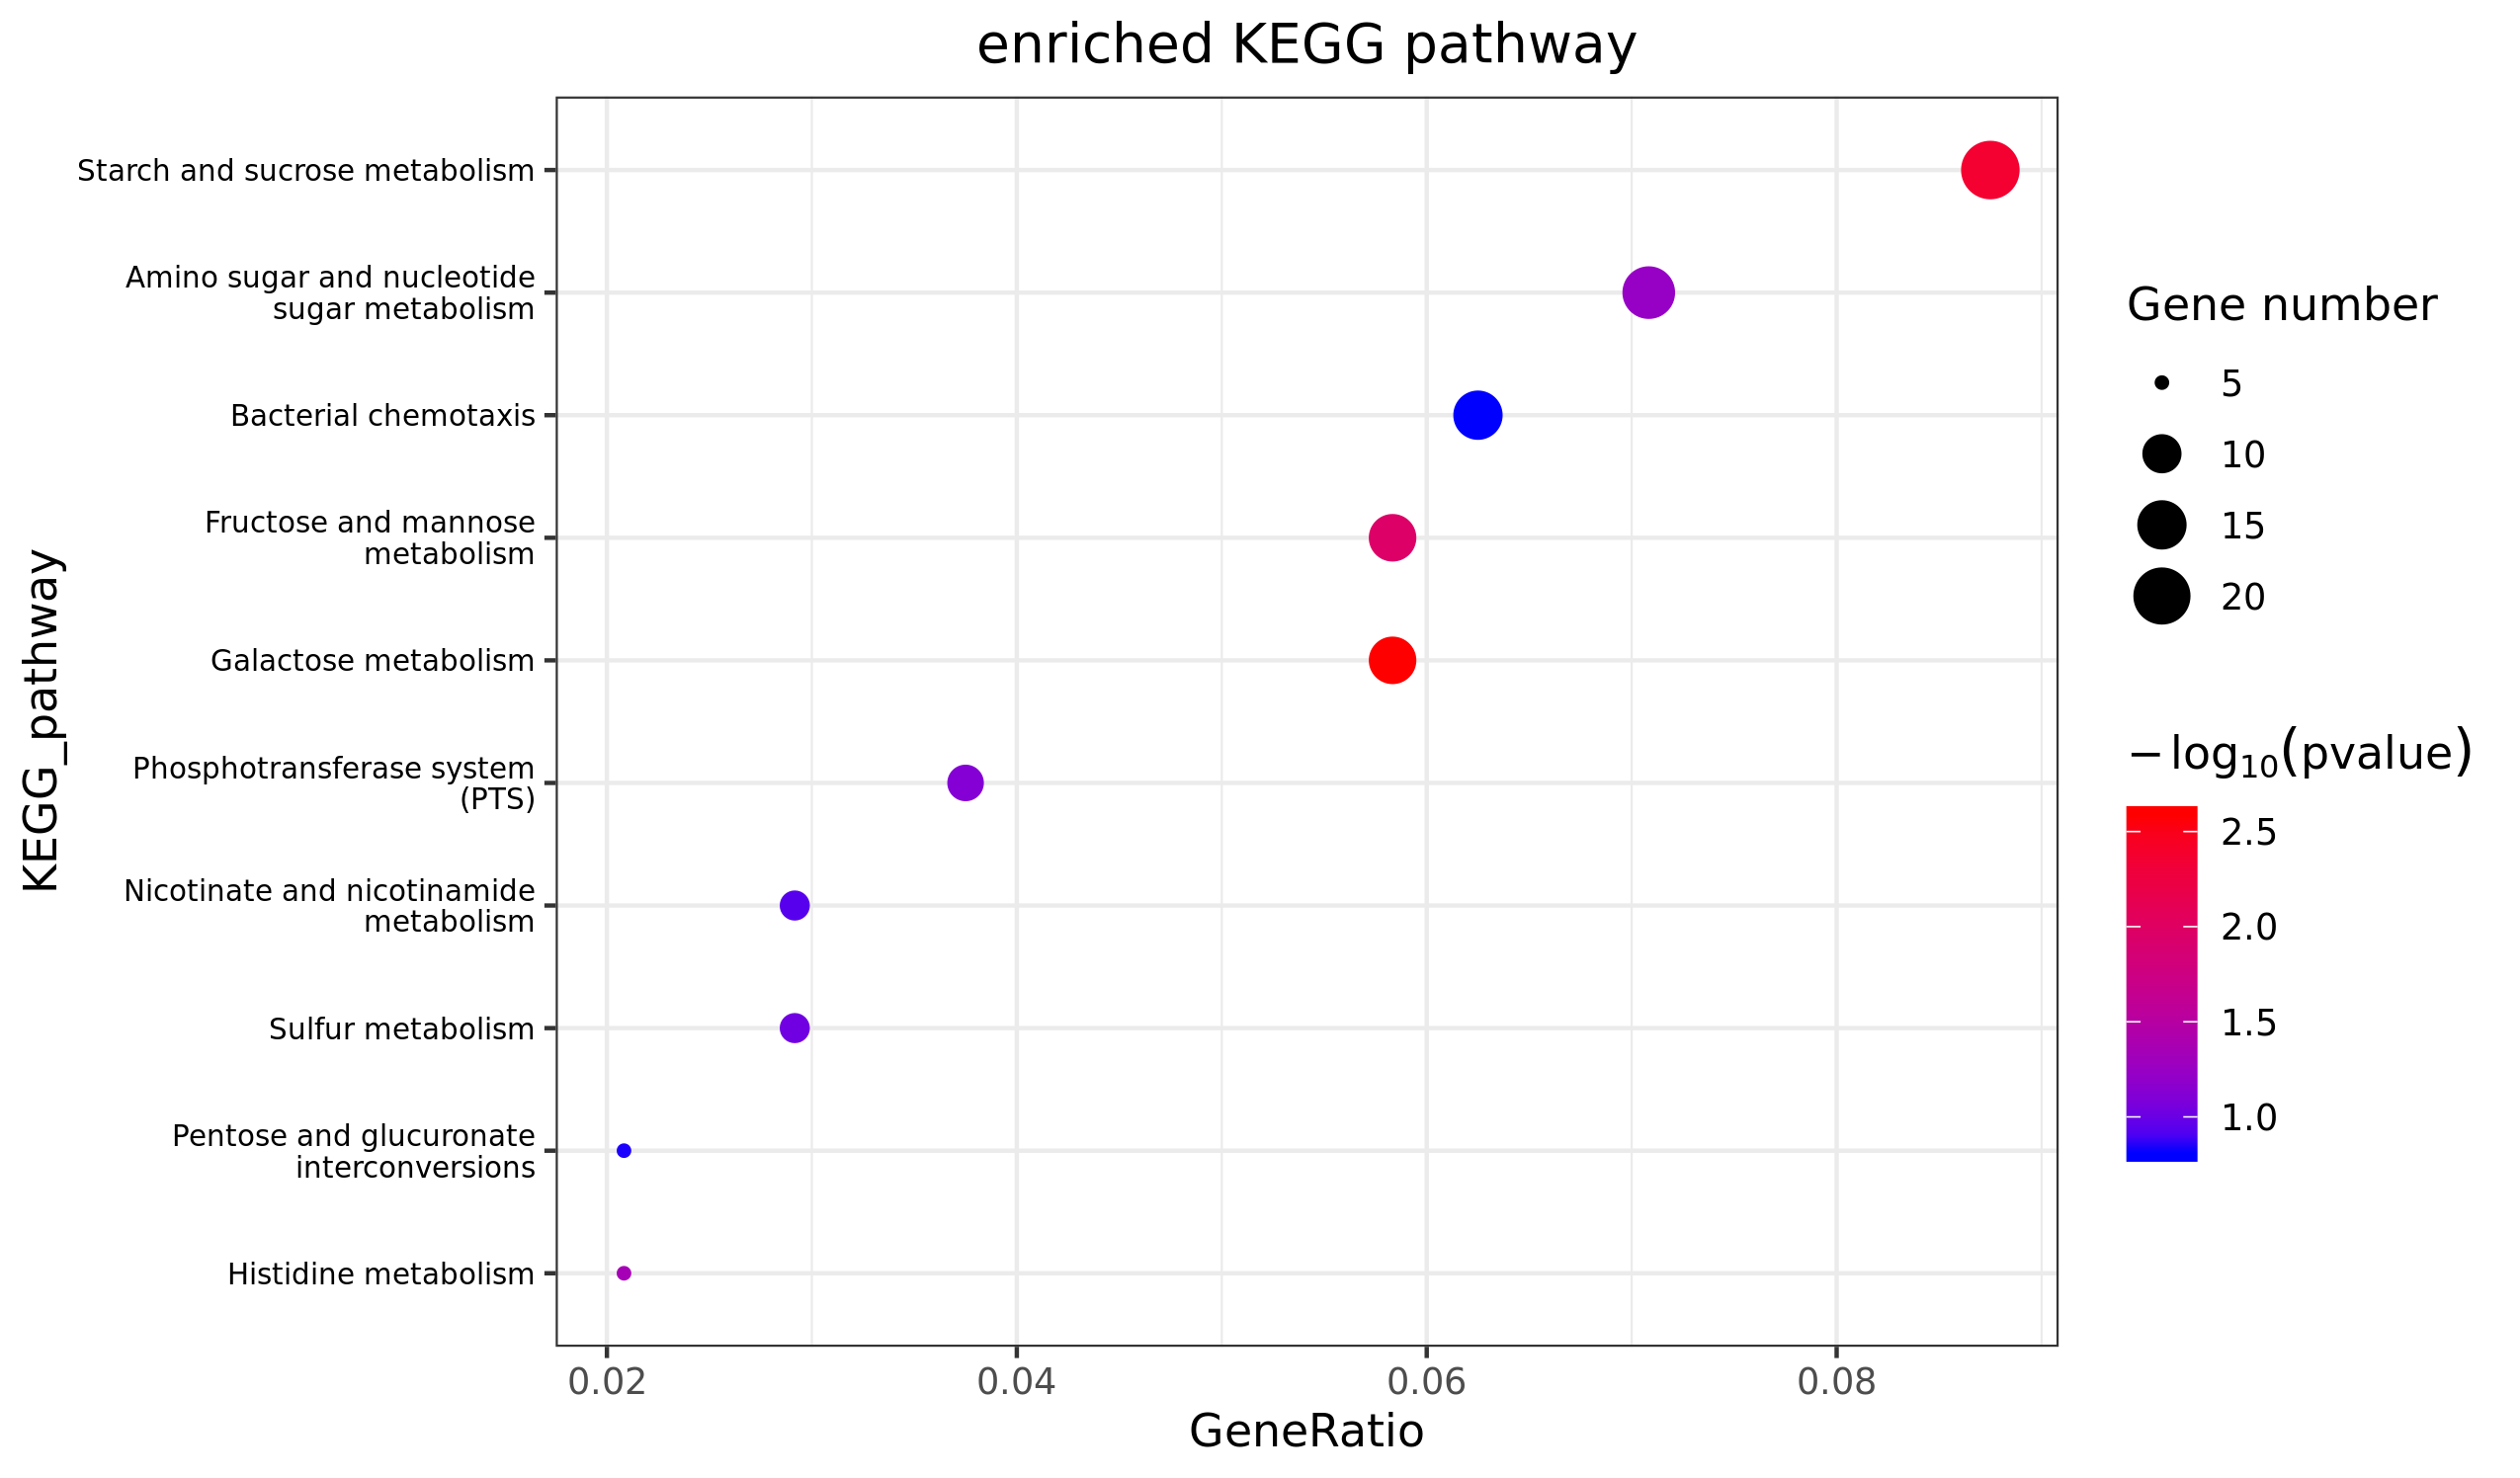 enriched KEGG pathway
KEGG_pathway
Starch and sucrose metabolism
Amino sugar and nucleotide
sugar metabolism
Bacterial chemotaxis
Fructose and mannose
metabolism
Galactose metabolism
Phosphotransferase system
(PTS)
Nicotinate and nicotinamide
metabolism
Sulfur metabolism
Pentose and glucuronate
interconversions
Histidine metabolism
0.02 0.04 0.06 0.08
GeneRatio
Gene number
5
10
15
20
−log₁₀(pvalue)
2.5
2.0
1.5
1.0